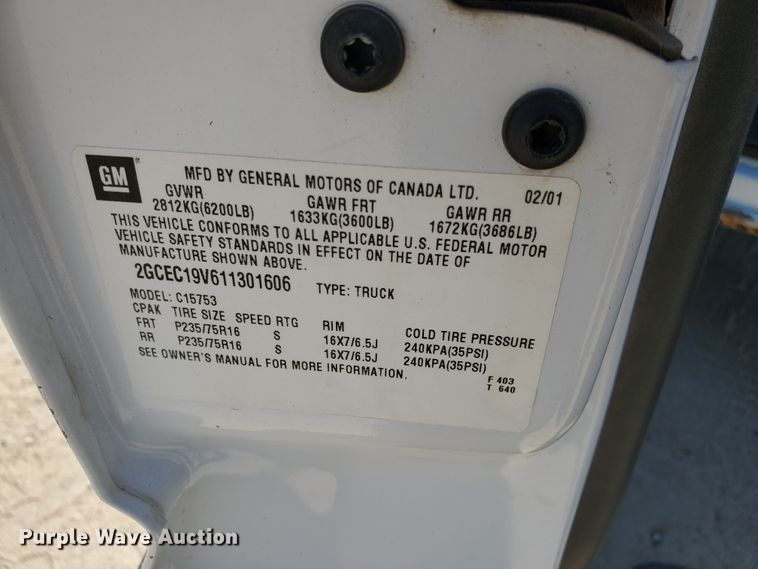 GM ®
MFD BY GENERAL MOTORS OF CANADA LTD. 02/01
GVWR GAWR FRT GAWR RR
2812KG(6200LB) 1633KG(3600LB) 1672KG(3686LB)
THIS VEHICLE CONFORMS TO ALL APPLICABLE U.S. FEDERAL MOTOR
VEHICLE SAFETY STANDARDS IN EFFECT ON THE DATE OF
MANUFACTURE SHOWN ABOVE.
2GCEC19V611301606 TYPE: TRUCK
MODEL: C15753
CPAK TIRE SIZE SPEED RTG RIM COLD TIRE PRESSURE
FRT P235/75R16 S 16X7/6.5J 240KPA(35PSI)
RR P235/75R16 S 16X7/6.5J 240KPA(35PSI)
SEE OWNER'S MANUAL FOR MORE INFORMATION.
F 403
T 640
Purple Wave Auction